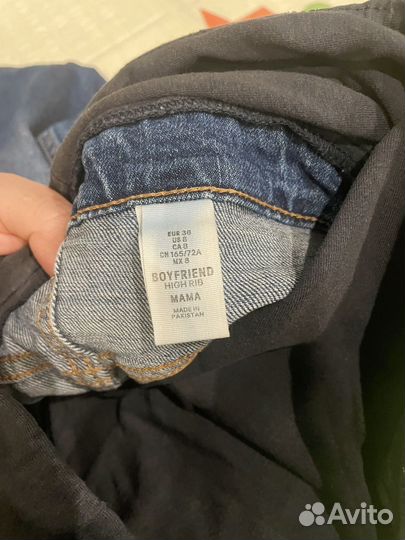 EUR 38
US 8
CA 8
CN 165/72A
MX 8
BOYFRIEND
HIGH RIB
MAMA
MADE IN
PAKISTAN
Avito